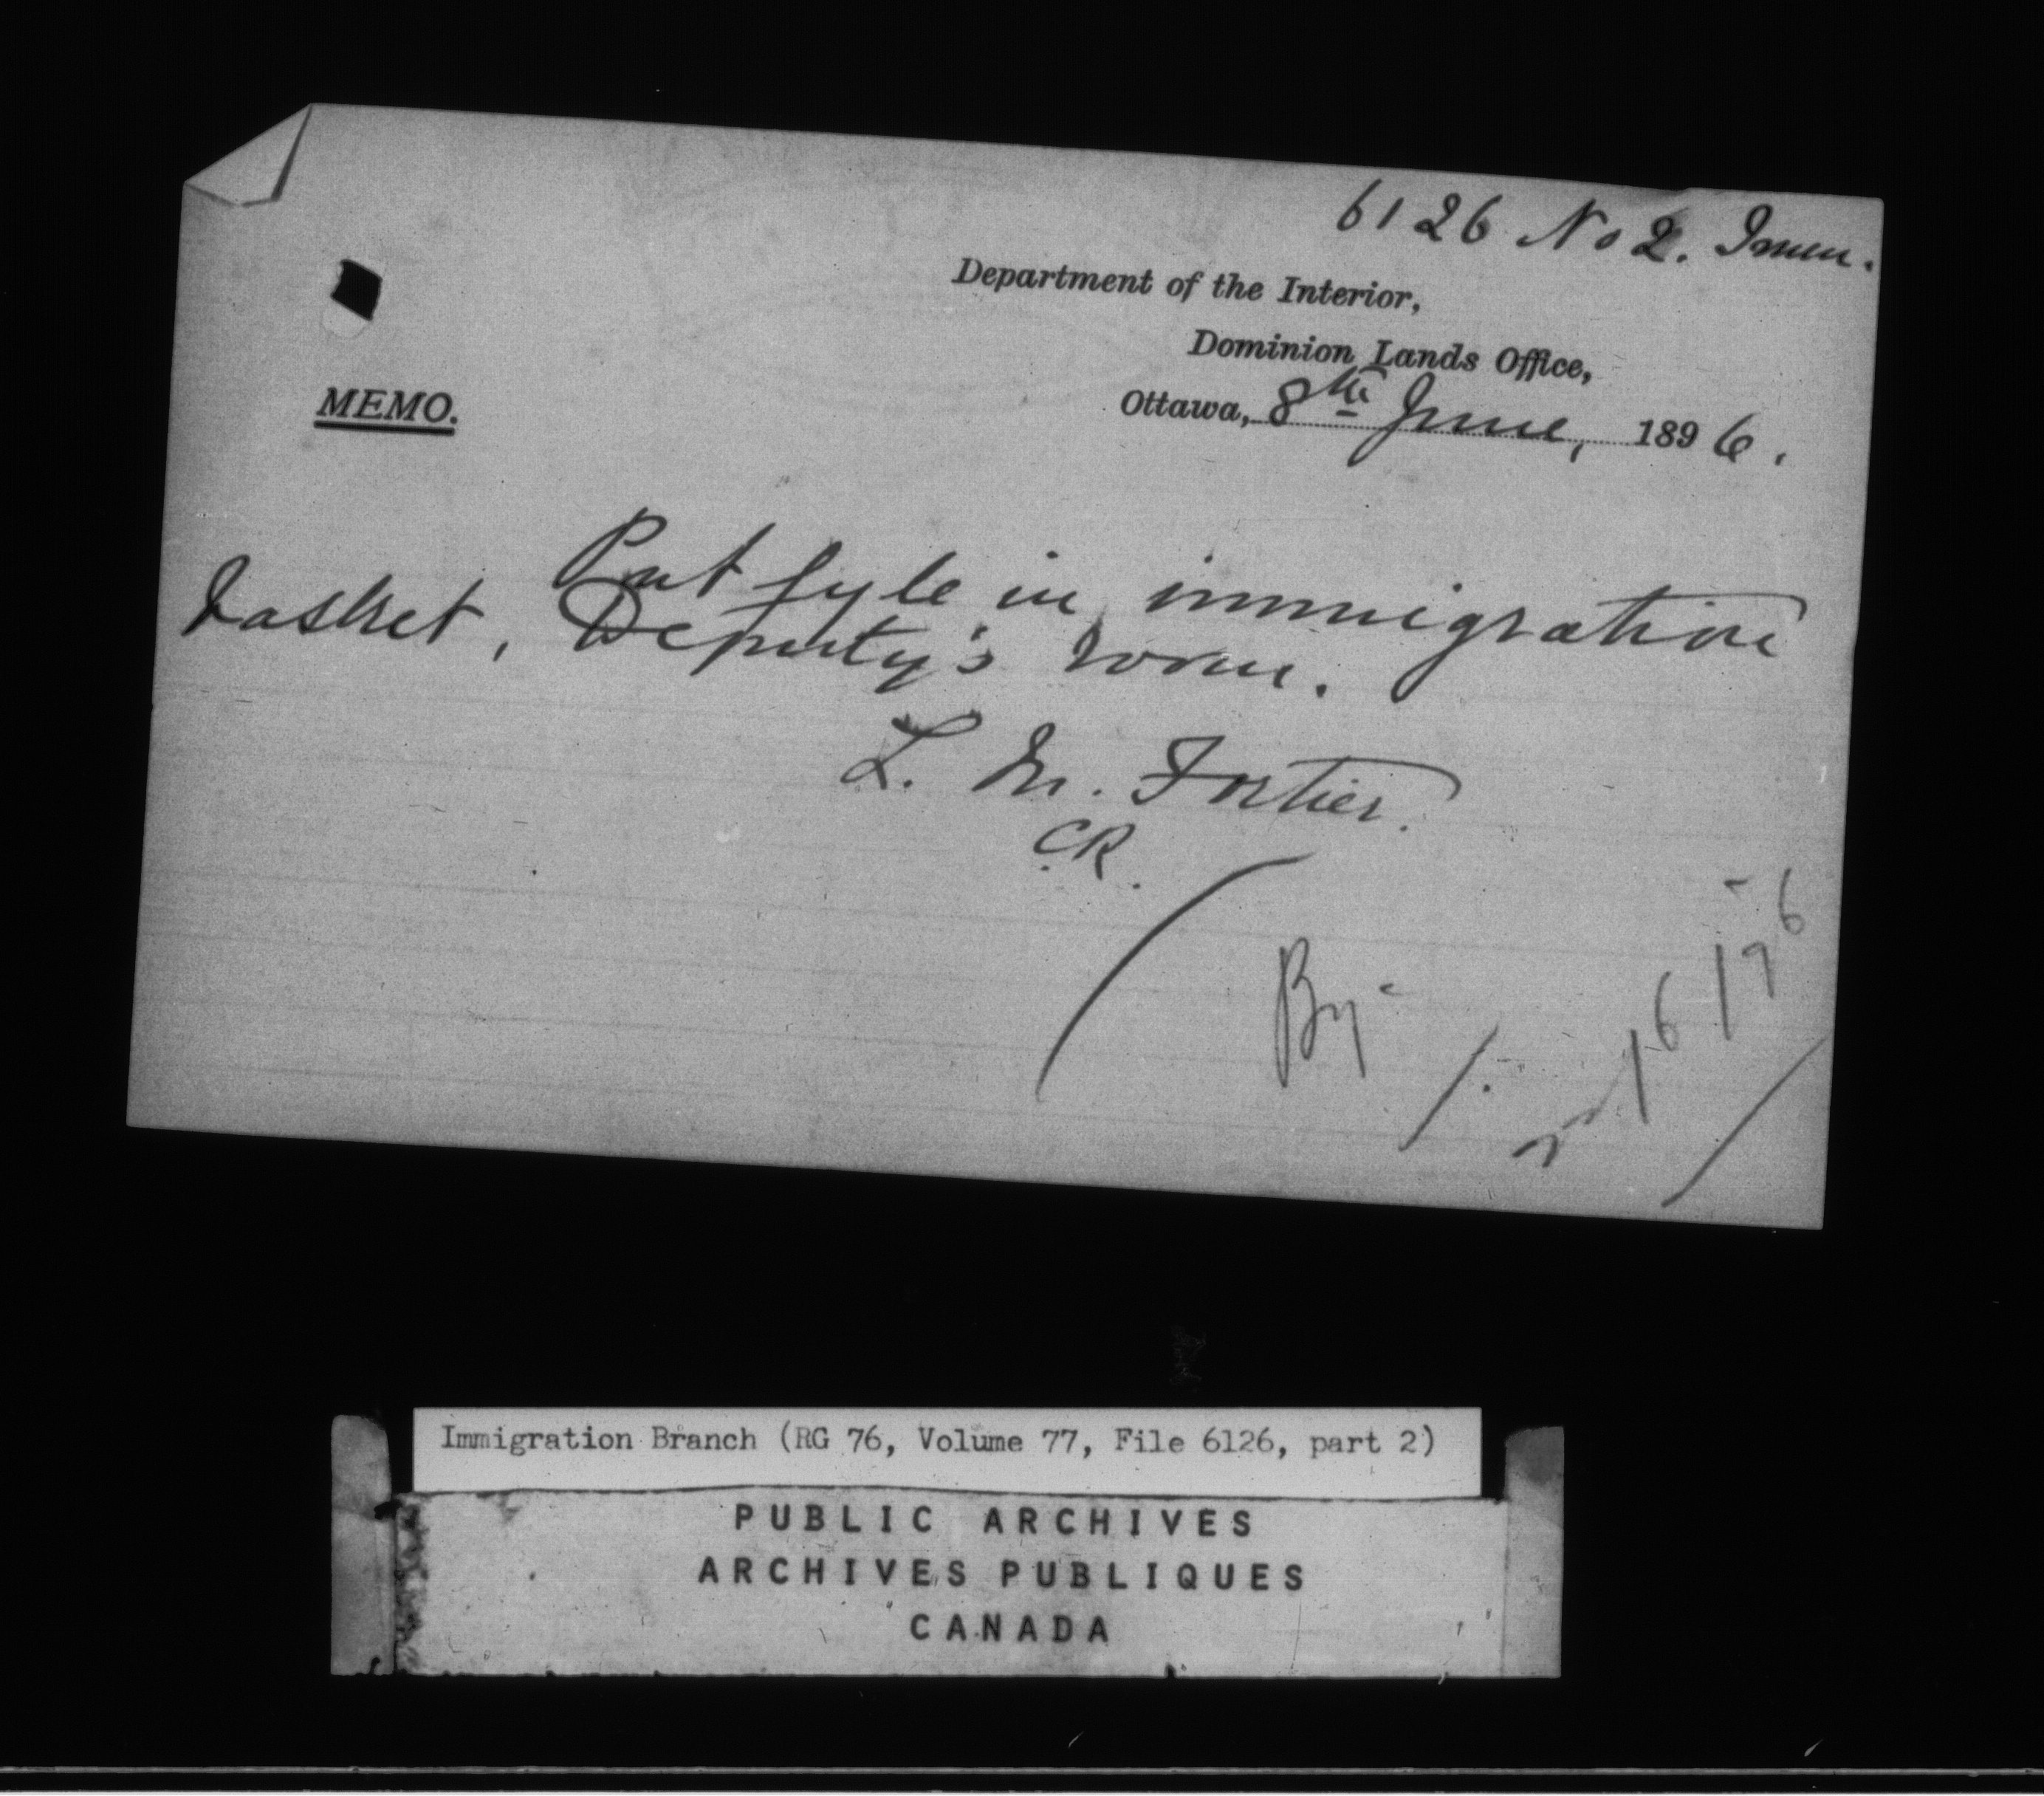 6126 No 2. Imm.
Department of the Interior,
Dominion Lands Office,
Ottawa, 8th June, 1896.
MEMO.
Put fyle in immigration
basket, Deputy's room.
L. M. Fortier.
CR.
By
Immigration Branch (RG 76, Volume 77, File 6126, part 2)
PUBLIC ARCHIVES
ARCHIVES PUBLIQUES
CANADA